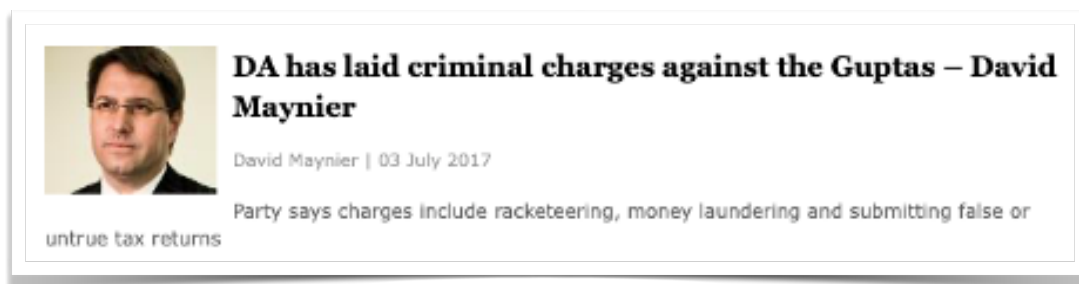 DA has laid criminal charges against the Guptas – David
Maynier
David Maynier | 03 July 2017
Party says charges include racketeering, money laundering and submitting false or
untrue tax returns